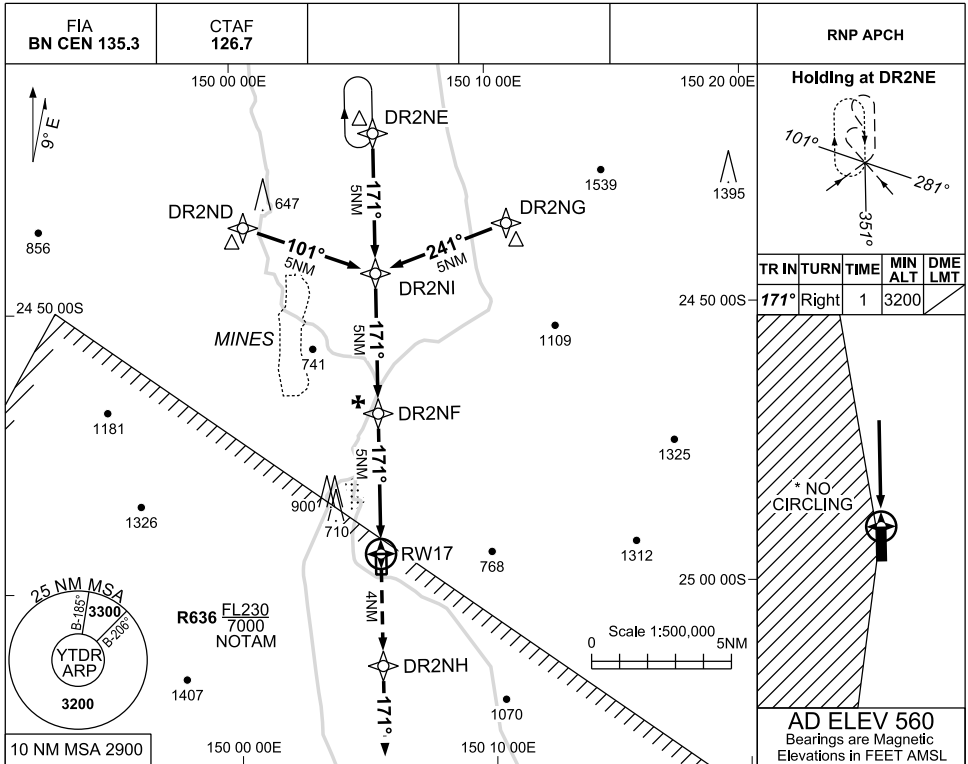 FIA
BN CEN 135.3
CTAF
126.7
RNP APCH
150 00 00E
150 10 00E
150 20 00E
9° E
DR2NE
171°
5NM
647
DR2ND
DR2NG
1539
1395
856
101°
5NM
241°
5NM
DR2NI
24 50 00S
24 50 00S
MINES
741
171°
5NM
1109
DR2NF
1181
1325
171°
5NM
900
710
1326
RW17
768
1312
25 00 00S
25 NM MSA
B-185°
3300
B-206°
YTDR
ARP
3200
R636 FL230
7000
NOTAM
4NM
Scale 1:500,000
0
5NM
DR2NH
1407
171°
1070
10 NM MSA 2900
150 00 00E
150 10 00E
Holding at DR2NE
101°
281°
351°
TR IN TURN TIME MIN ALT DME LMT
171° Right 1 3200
* NO
CIRCLING
AD ELEV 560
Bearings are Magnetic
Elevations in FEET AMSL